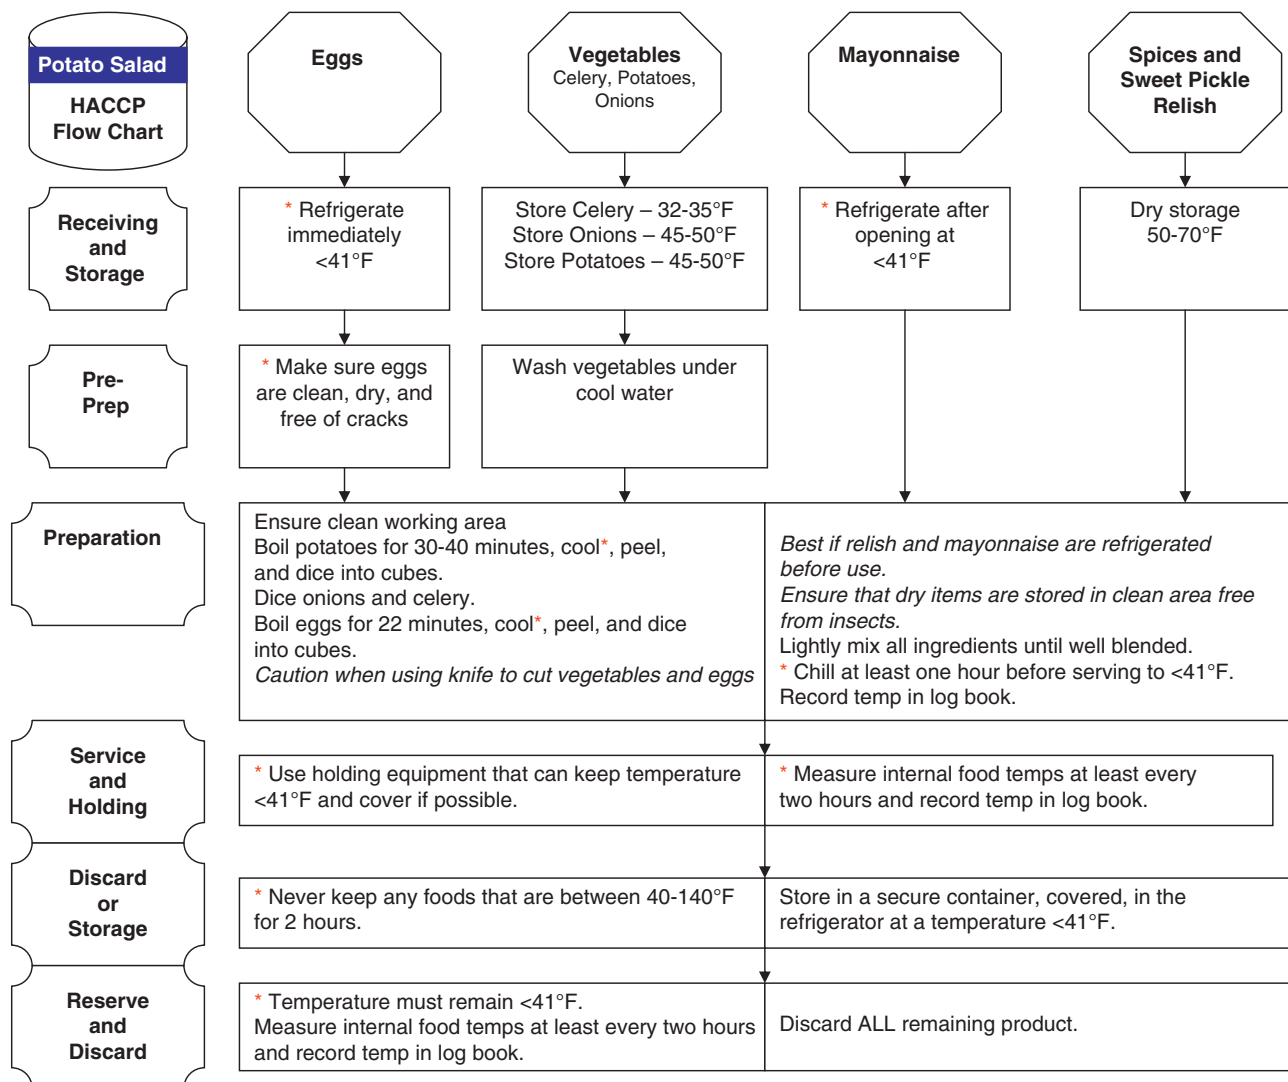 Potato Salad
HACCP
Flow Chart
Eggs
Vegetables
Celery, Potatoes,
Onions
Mayonnaise
Spices and
Sweet Pickle
Relish
Receiving
and
Storage
* Refrigerate
immediately
<41°F
Store Celery – 32-35°F
Store Onions – 45-50°F
Store Potatoes – 45-50°F
* Refrigerate after
opening at
<41°F
Dry storage
50-70°F
Pre-
Prep
* Make sure eggs
are clean, dry, and
free of cracks
Wash vegetables under
cool water
Preparation
Ensure clean working area
Boil potatoes for 30-40 minutes, cool*, peel,
and dice into cubes.
Dice onions and celery.
Boil eggs for 22 minutes, cool*, peel, and dice
into cubes.
Caution when using knife to cut vegetables and eggs
Best if relish and mayonnaise are refrigerated
before use.
Ensure that dry items are stored in clean area free
from insects.
Lightly mix all ingredients until well blended.
* Chill at least one hour before serving to <41°F.
Record temp in log book.
Service
and
Holding
* Use holding equipment that can keep temperature
<41°F and cover if possible.
* Measure internal food temps at least every
two hours and record temp in log book.
Discard
or
Storage
* Never keep any foods that are between 40-140°F
for 2 hours.
Store in a secure container, covered, in the
refrigerator at a temperature <41°F.
Reserve
and
Discard
* Temperature must remain <41°F.
Measure internal food temps at least every two hours
and record temp in log book.
Discard ALL remaining product.